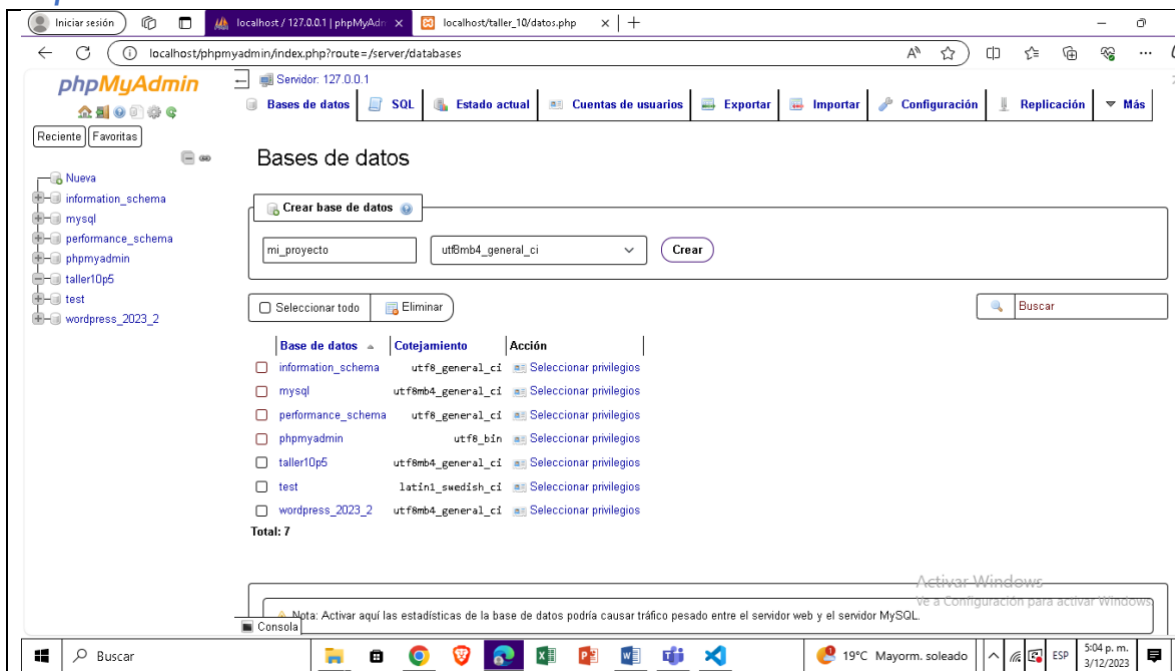 Iniciar sesión
localhost / 127.0.0.1 | phpMyAdn
localhost/taller_10/datos.php
localhost/phpmyadmin/index.php?route=/server/databases
phpMyAdmin
Servidor: 127.0.0.1
Bases de datos SQL Estado actual Cuentas de usuarios Exportar Importar Configuración Replicación Más
Reciente Favoritas
Bases de datos
Nueva
information_schema
mysql
performance_schema
phpmyadmin
taller10p5
test
wordpress_2023_2
Crear base de datos
mi_proyecto utf8mb4_general_ci Crear
Seleccionar todo Eliminar Buscar
Base de datos Cotejamiento Acción
information_schema utf8_general_ci Seleccionar privilegios
mysql utf8mb4_general_ci Seleccionar privilegios
performance_schema utf8_general_ci Seleccionar privilegios
phpmyadmin utf8_bin Seleccionar privilegios
taller10p5 utf8mb4_general_ci Seleccionar privilegios
test latin1_swedish_ci Seleccionar privilegios
wordpress_2023_2 utf8mb4_general_ci Seleccionar privilegios
Total: 7
Activar Windows
Ve a Configuración para activar Windows.
Nota: Activar aquí las estadísticas de la base de datos podría causar tráfico pesado entre el servidor web y el servidor MySQL.
Consola
Buscar
19°C Mayorm. soleado
ESP
5:04 p. m.
3/12/2023